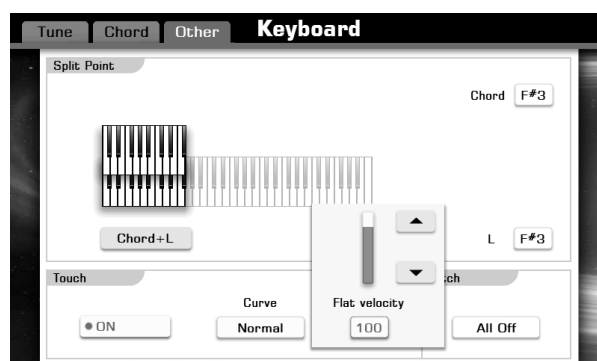 Tune Chord Other Keyboard
Split Point
Chord F#3
Chord+L
L F#3
Touch
Curve Flat velocity
ON Normal 100 All Off